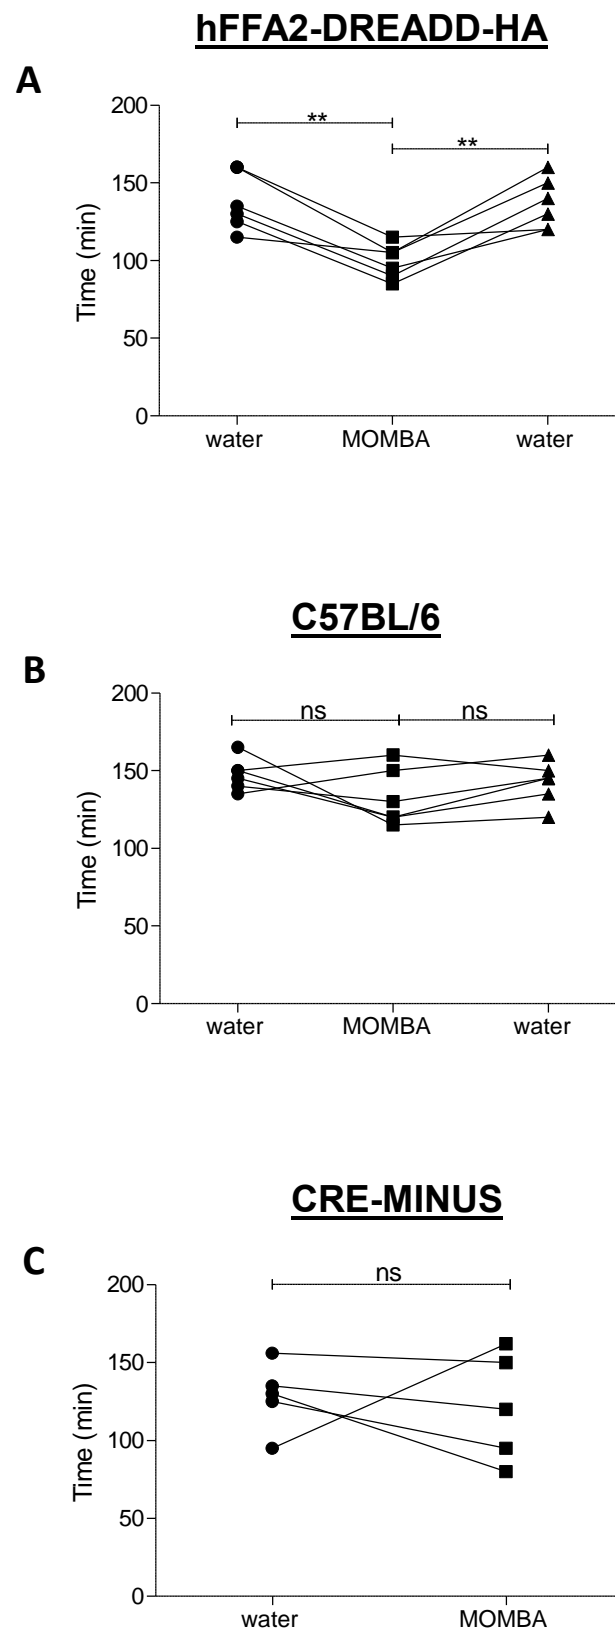 hFFA2-DREADD-HA
A
200
150
100
50
0
Time (min)
**
**
water MOMBA water
C57BL/6
B
200
150
100
50
0
Time (min)
ns ns
water MOMBA water
CRE-MINUS
C
200
150
100
50
0
Time (min)
ns
water MOMBA